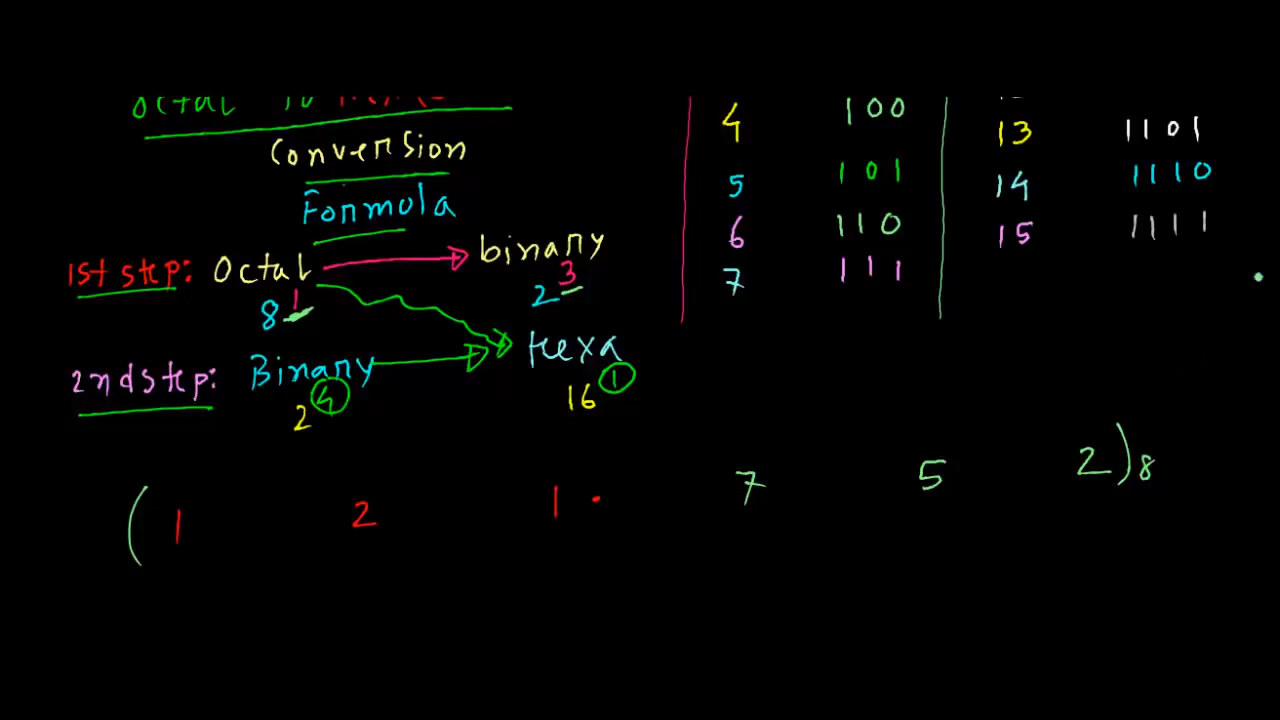 Octal to
Conversion
Formula
1st step: Octal binary
8^1 2^3
Hexa
2nd step: Binary
2^4 16^1
4 100 13 1101
5 101 14 1110
6 110 15 1111
7 111
(1 2 1 . 7 5 2)8